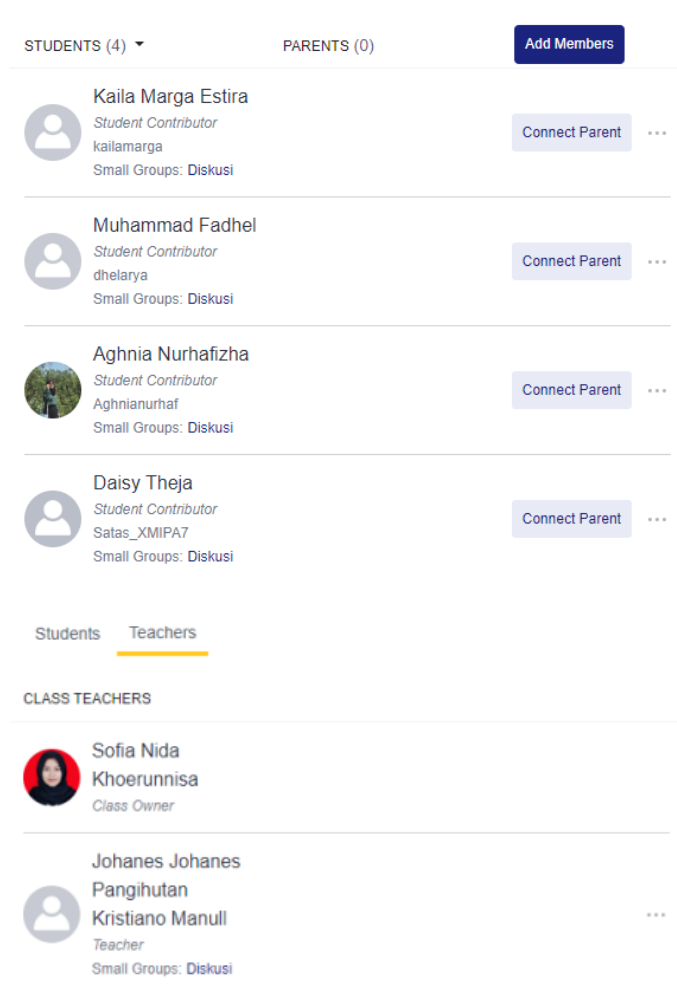 STUDENTS (4) PARENTS (0) Add Members
Kaila Marga Estira
Student Contributor
kailamarga
Connect Parent
Small Groups: Diskusi
Muhammad Fadhel
Student Contributor
dhelarya
Connect Parent
Small Groups: Diskusi
Aghnia Nurhafizha
Student Contributor
Aghnianurhaf
Connect Parent
Small Groups: Diskusi
Daisy Theja
Student Contributor
Satas_XMIPA7
Connect Parent
Small Groups: Diskusi
Students Teachers
CLASS TEACHERS
Sofia Nida
Khoerunnisa
Class Owner
Johanes Johanes
Pangihutan
Kristiano Manull
Teacher
Small Groups: Diskusi